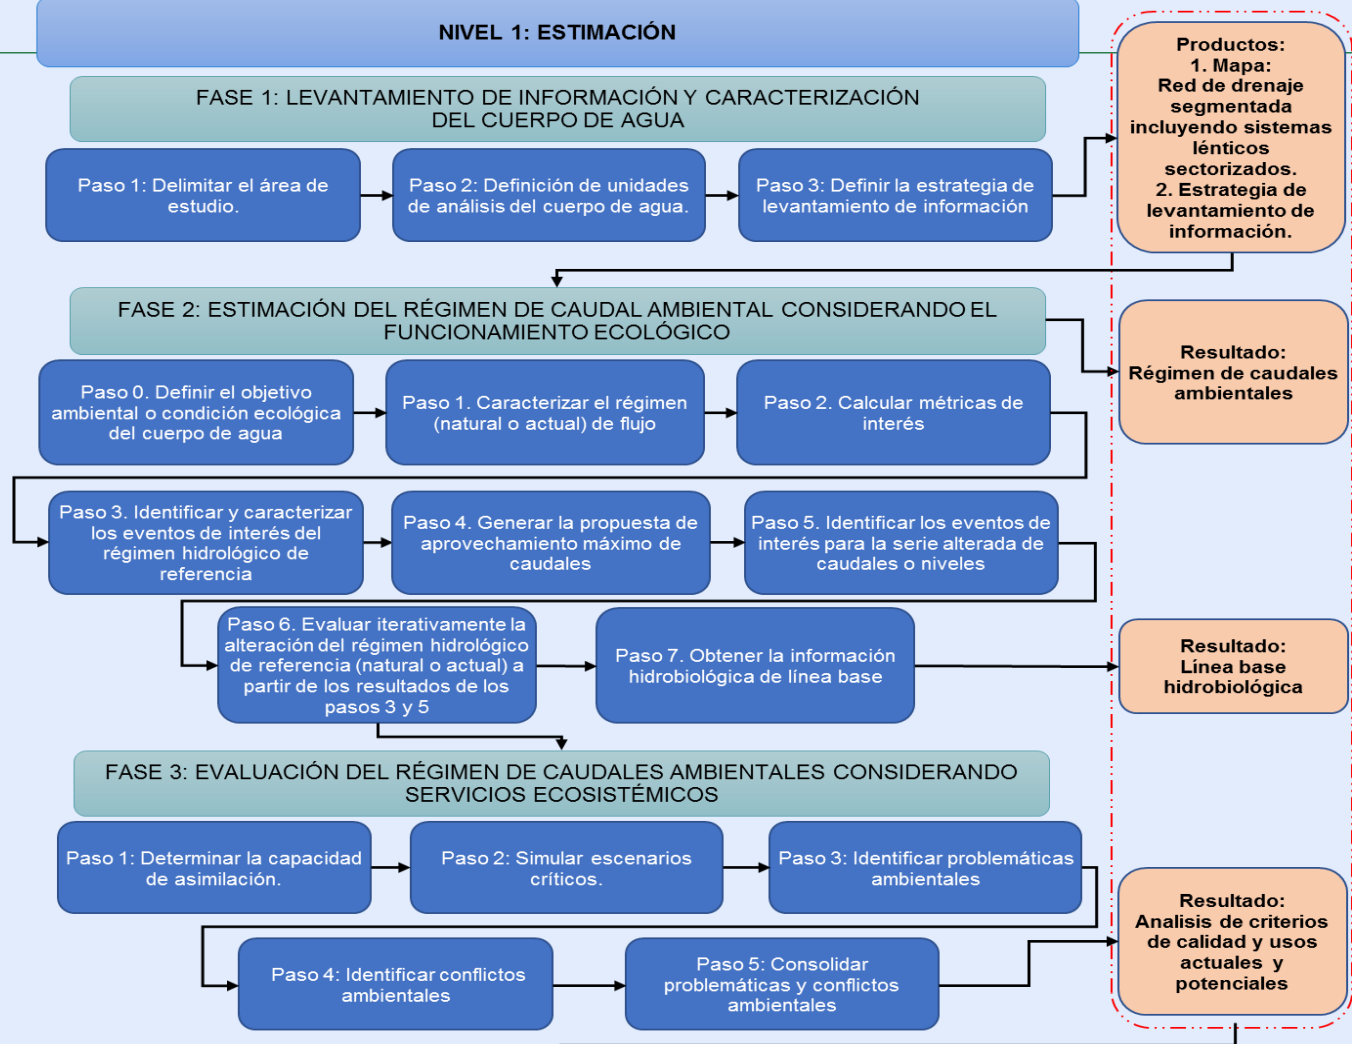 NIVEL 1: ESTIMACIÓN
FASE 1: LEVANTAMIENTO DE INFORMACIÓN Y CARACTERIZACIÓN
DEL CUERPO DE AGUA
Paso 1: Delimitar el área de
estudio.
Paso 2: Definición de unidades
de análisis del cuerpo de agua.
Paso 3: Definir la estrategia de
levantamiento de información
Productos:
1. Mapa:
Red de drenaje
segmentada
incluyendo sistemas
lénticos
sectorizados.
2. Estrategia de
levantamiento de
información.
FASE 2: ESTIMACIÓN DEL RÉGIMEN DE CAUDAL AMBIENTAL CONSIDERANDO EL
FUNCIONAMIENTO ECOLÓGICO
Resultado:
Régimen de caudales
ambientales
Paso 0. Definir el objetivo
ambiental o condición ecológica
del cuerpo de agua
Paso 1. Caracterizar el régimen
(natural o actual) de flujo
Paso 2. Calcular métricas de
interés
Paso 3. Identificar y caracterizar
los eventos de interés del
régimen hidrológico de
referencia
Paso 4. Generar la propuesta de
aprovechamiento máximo de
caudales
Paso 5. Identificar los eventos de
interés para la serie alterada de
caudales o niveles
Paso 6. Evaluar iterativamente la
alteración del régimen hidrológico
de referencia (natural o actual) a
partir de los resultados de los
pasos 3 y 5
Paso 7. Obtener la información
hidrobiológica de línea base
Resultado:
Línea base
hidrobiológica
FASE 3: EVALUACIÓN DEL RÉGIMEN DE CAUDALES AMBIENTALES CONSIDERANDO
SERVICIOS ECOSISTÉMICOS
Paso 1: Determinar la capacidad
de asimilación.
Paso 2: Simular escenarios
críticos.
Paso 3: Identificar problemáticas
ambientales
Paso 4: Identificar conflictos
ambientales
Paso 5: Consolidar
problemáticas y conflictos
ambientales
Resultado:
Analisis de criterios
de calidad y usos
actuales y
potenciales